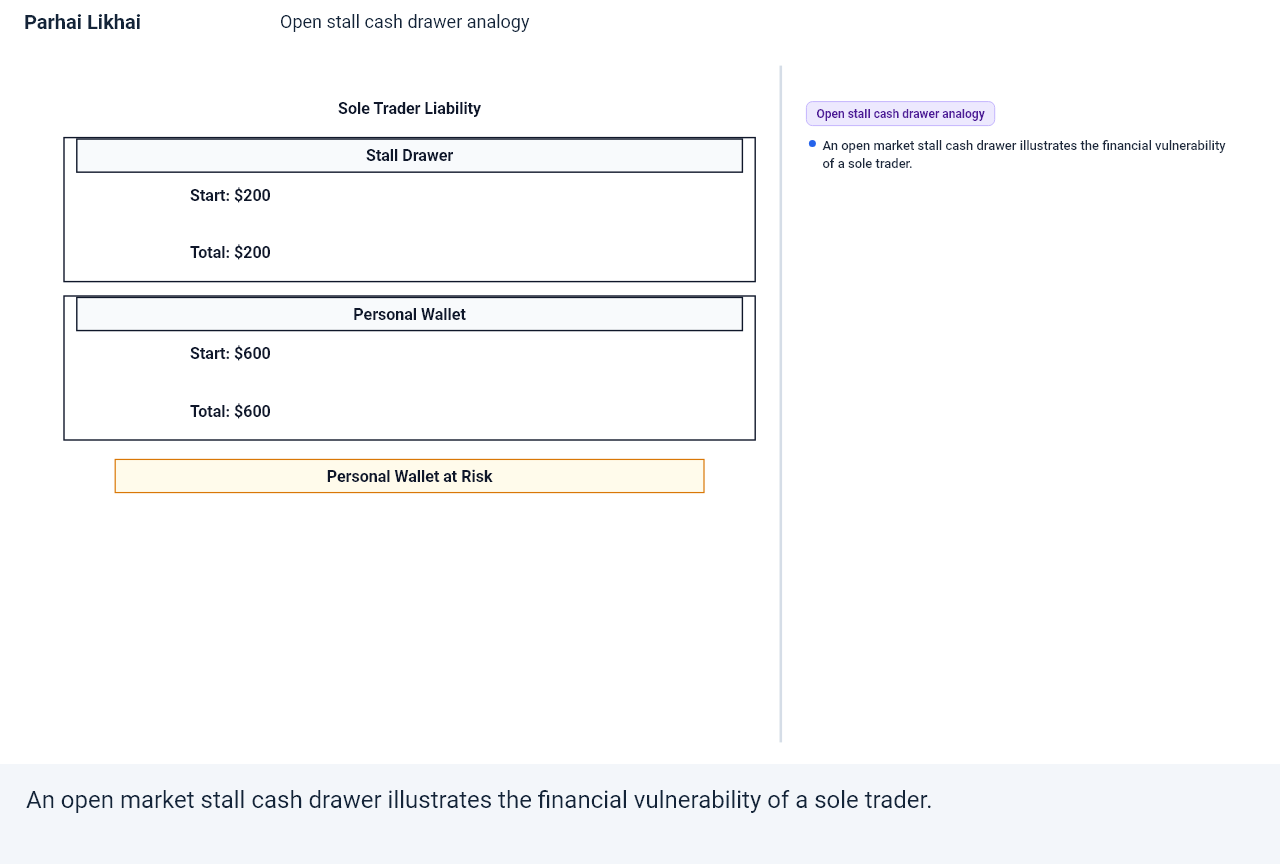 Parhai Likhai
Open stall cash drawer analogy
Sole Trader Liability
Stall Drawer
Start: $200
Total: $200
Personal Wallet
Start: $600
Total: $600
Personal Wallet at Risk
Open stall cash drawer analogy
An open market stall cash drawer illustrates the financial vulnerability
of a sole trader.
An open market stall cash drawer illustrates the financial vulnerability of a sole trader.